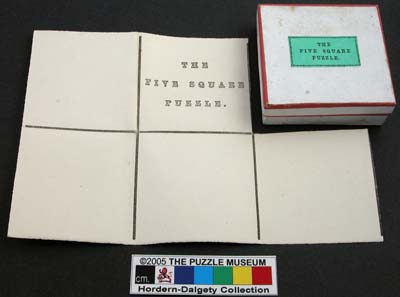 THE
FIVE SQUARE
PUZZLE.
THE
FIVE SQUARE
PUZZLE.
©2005 THE PUZZLE MUSEUM
cm.
Hordern-Dalgety Collection